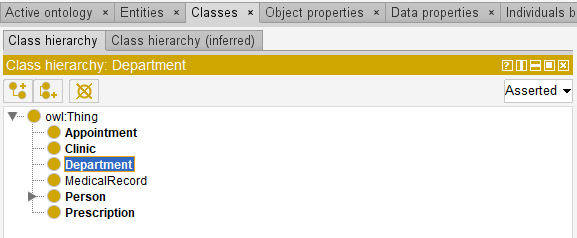 Active ontology × Entities × Classes × Object properties × Data properties × Individuals b
Class hierarchy Class hierarchy (inferred)
Class hierarchy: Department
Asserted
owl:Thing
Appointment
Clinic
Department
MedicalRecord
Person
Prescription